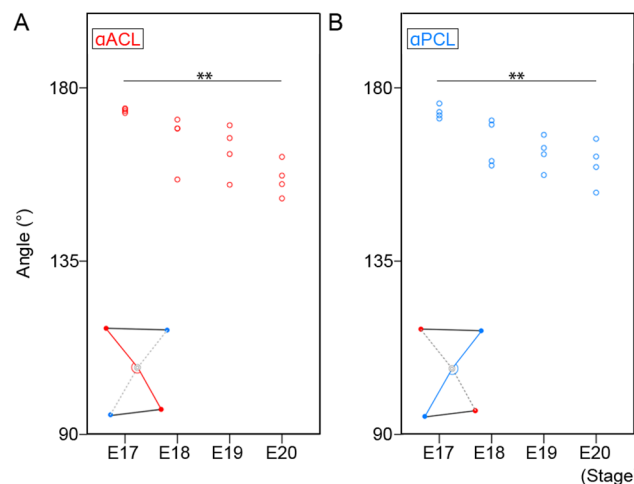 A
B
αACL
αPCL
**
**
180
180
Angle (°)
135
135
90
90
E17 E18 E19 E20
E17 E18 E19 E20
(Stage